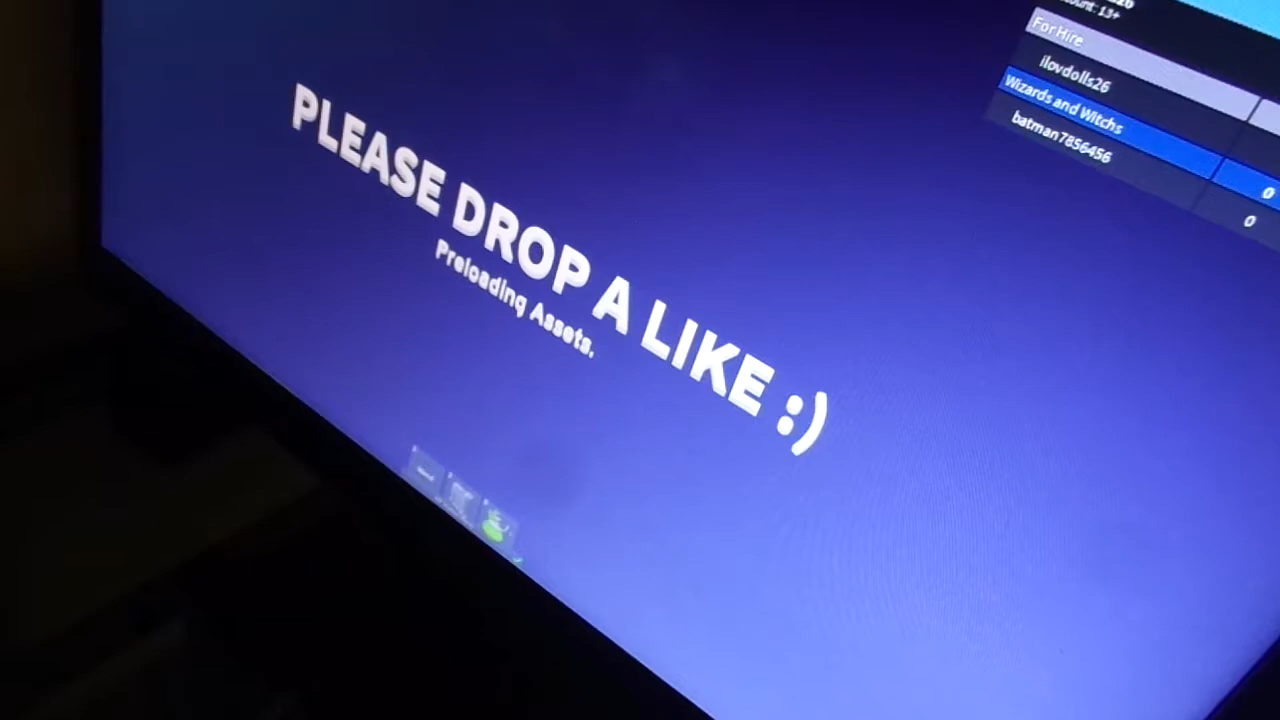 PLEASE DROP A LIKE :)
Preloading Assets.
For Hire
ilovdolls26
Wizards and Witchs
0
batman7856456
0